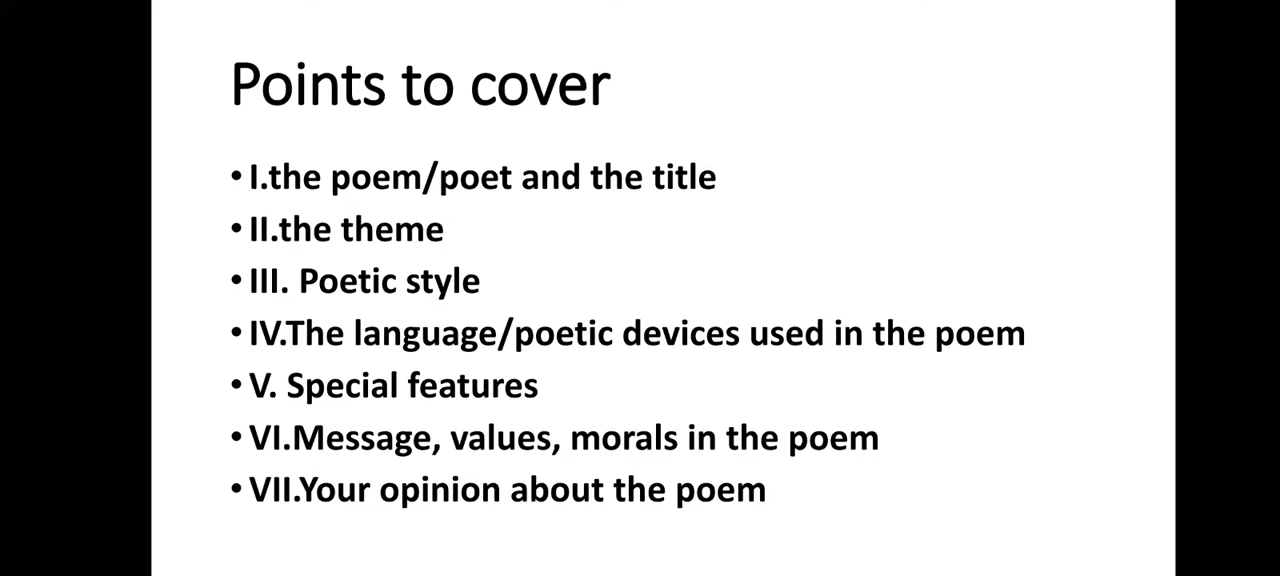 Points to cover
• I.the poem/poet and the title
• II.the theme
• III. Poetic style
• IV.The language/poetic devices used in the poem
• V. Special features
• VI.Message, values, morals in the poem
• VII.Your opinion about the poem